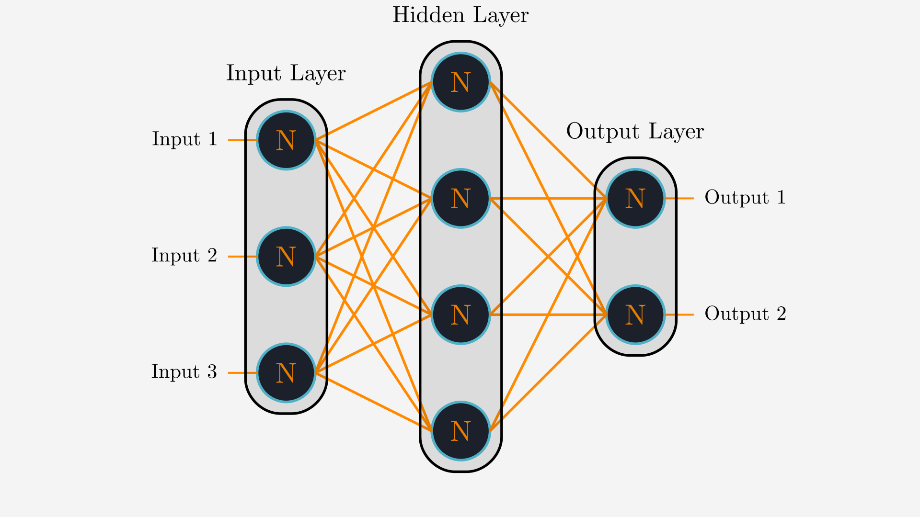 Hidden Layer
Input Layer
Output Layer
N
N
N
N
N
N
N
N
N
Input 1
Input 2
Input 3
Output 1
Output 2